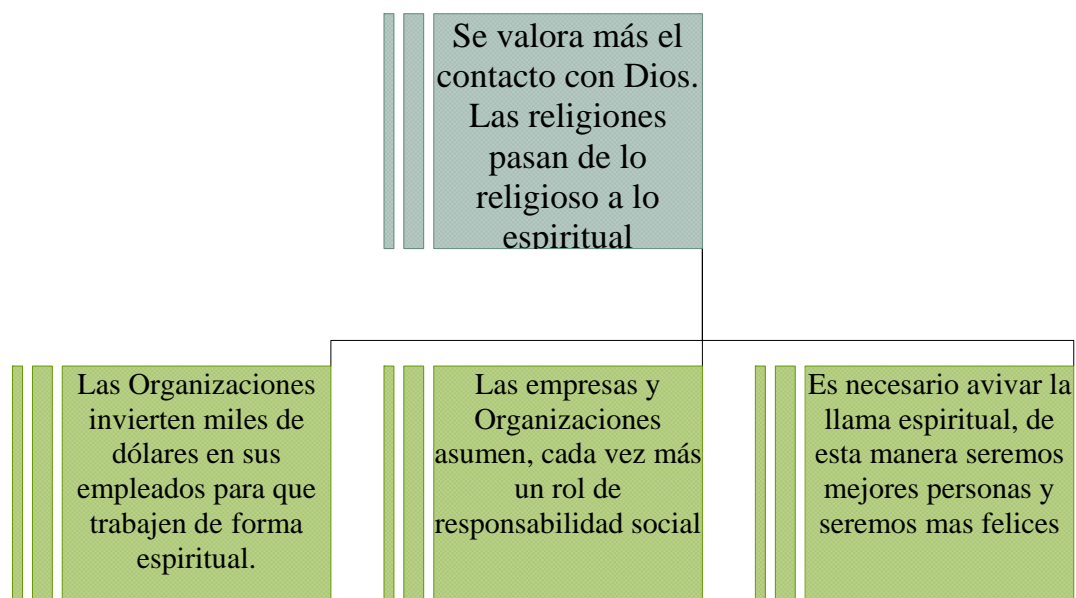 Se valora más el
contacto con Dios.
Las religiones
pasan de lo
religioso a lo
espiritual
Las Organizaciones
invierten miles de
dólares en sus
empleados para que
trabajen de forma
espiritual.
Las empresas y
Organizaciones
asumen, cada vez más
un rol de
responsabilidad social
Es necesario avivar la
llama espiritual, de
esta manera seremos
mejores personas y
seremos mas felices